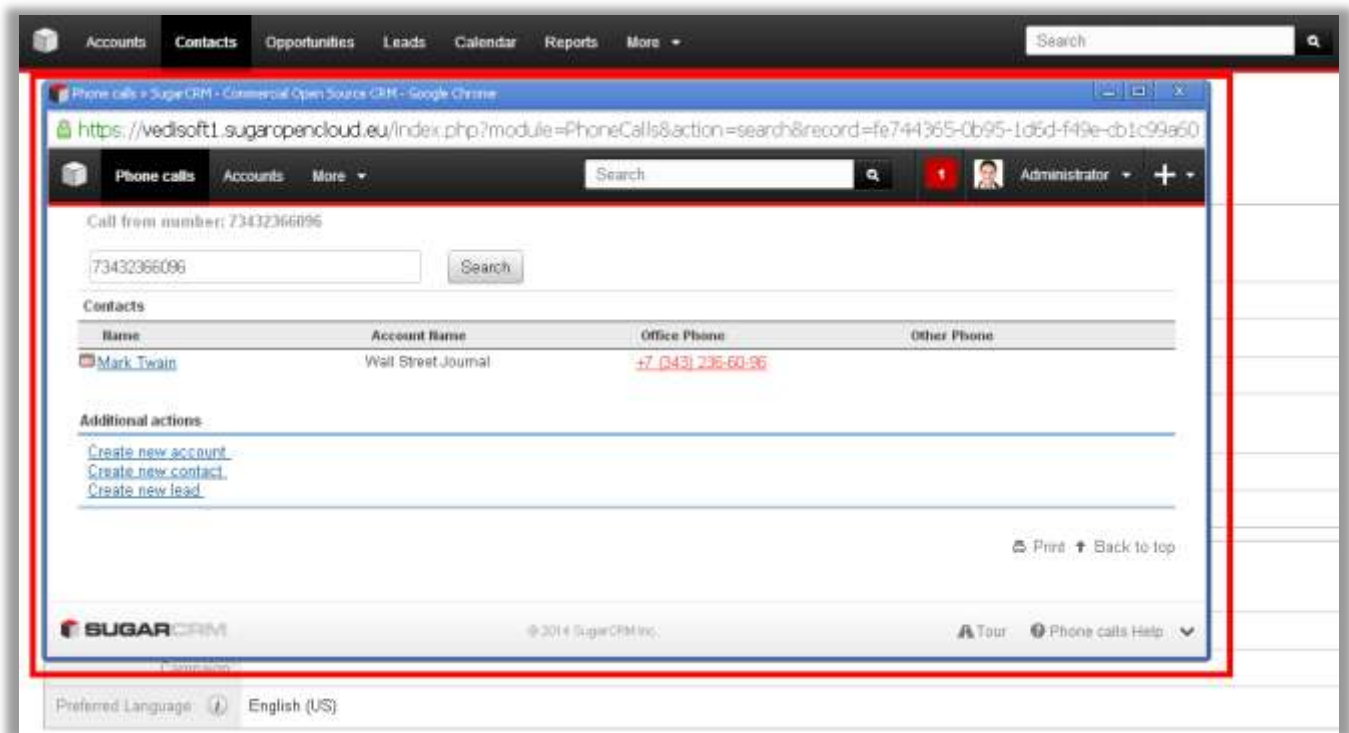 Accounts Contacts Opportunities Leads Calendar Reports More Search
Phone calls » SugarCRM - Commercial Open Source CRM - Google Chrome
https://vedisoft1.sugaropencloud.eu/index.php?module=PhoneCalls&action=search&record=fe744365-0b95-1d6d-f49e-cb1c99a60
Phone calls Accounts More Search 1 Administrator
Call from number: 73432366096
73432366096 Search
Contacts
Name Account Name Office Phone Other Phone
Mark Twain Wall Street Journal +7 (343) 236-60-96
Additional actions
Create new account
Create new contact
Create new lead
Print Back to top
SUGARCRM © 2014 SugarCRM Inc. Tour Phone calls Help
Campaign
Preferred Language English (US)